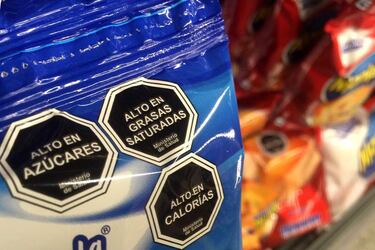 ALTO EN
AZÚCARES
Ministerio
de Salud
ALTO EN
GRASAS
SATURADAS
Ministerio
de Salud
ALTO EN
CALORÍAS
Ministerio
de Salud
®